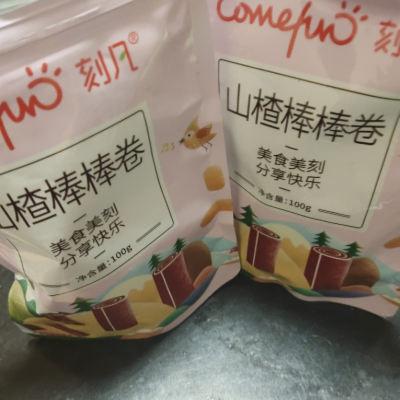 刻凡®
山楂棒棒卷
美食美刻
分享快乐
净含量:100g
Comefun
刻
山楂棒棒卷
美食美刻
分享快乐
净含量:100g